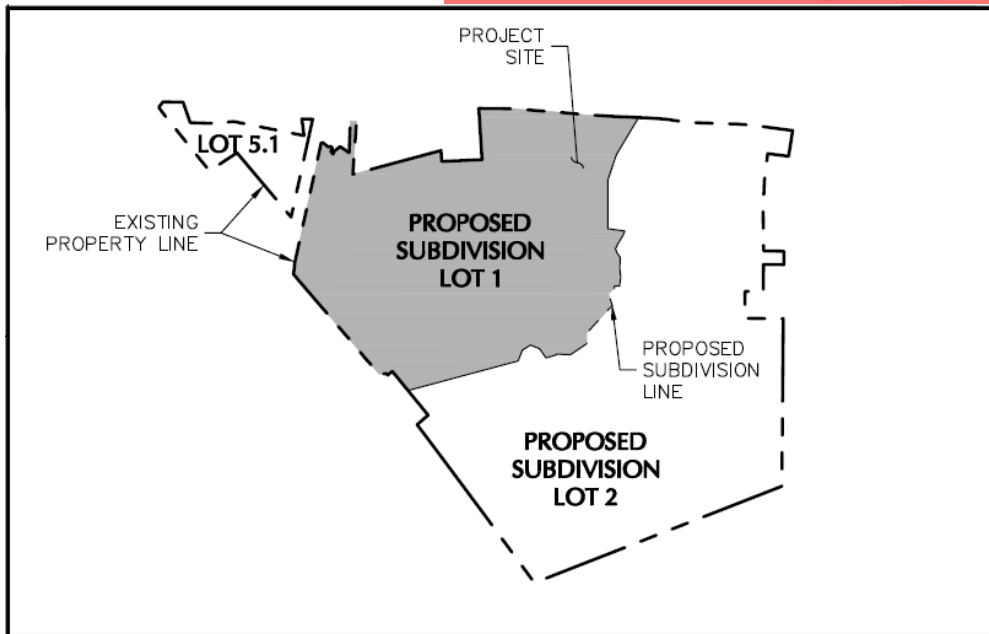 PROJECT
SITE
LOT 5.1
EXISTING
PROPERTY LINE
PROPOSED
SUBDIVISION
LOT 1
PROPOSED
SUBDIVISION
LINE
PROPOSED
SUBDIVISION
LOT 2